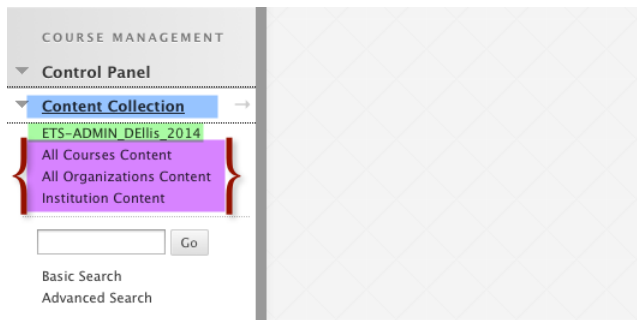 COURSE MANAGEMENT
Control Panel
Content Collection →
ETS-ADMIN_DEllis_2014
All Courses Content
All Organizations Content
Institution Content
Go
Basic Search
Advanced Search